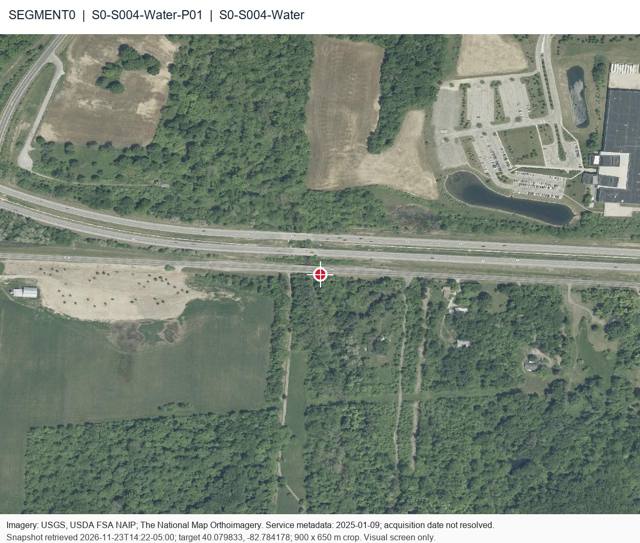 SEGMENT0 | S0-S004-Water-P01 | S0-S004-Water
Imagery: USGS, USDA FSA NAIP; The National Map Orthoimagery. Service metadata: 2025-01-09; acquisition date not resolved.
Snapshot retrieved 2026-11-23T14:22-05:00; target 40.079833, -82.784178; 900 x 650 m crop. Visual screen only.